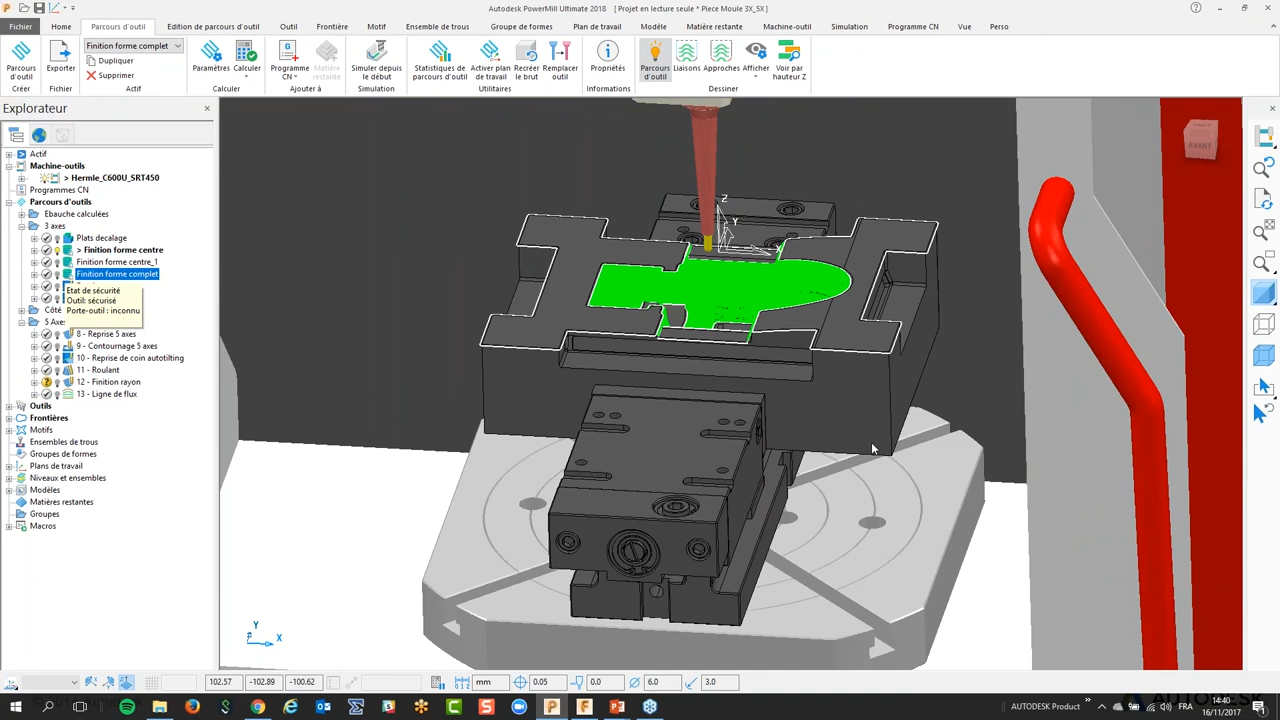 Autodesk PowerMill Ultimate 2018 [ Projet en lecture seule * Piece Moule 3X_5X ]
Fichier Home Parcours d'outil Edition de parcours d'outil Outil Frontière Motif Ensemble de trous Groupe de formes Plan de travail Modèle Matière restante Machine-outil Simulation Programme CN Vue Perso
Finition forme complet
Dupliquer
Supprimer
Parcours d'outil Exporter Paramètres Calculer Programme CN Matière restante Simuler depuis le début Statistiques de parcours d'outil Activer plan de travail Recréer le brut Remplacer outil Propriétés Parcours d'outil Liaisons Approches Afficher Voir par hauteur Z
Créer Fichier Actif Calculer Ajouter à Simulation Utilitaires Informations Dessiner
Explorateur
Actif
Machine-outils
> Hermle_C600U_SRT450
Programmes CN
Parcours d'outils
Ebauche calculées
3 axes
Plats decalage
> Finition forme centre
Finition forme centre_1
Finition forme complet
Etat de sécurité
Outil: sécurisé
Porte-outil : inconnu
Côté
5 Axes
8 - Reprise 5 axes
9 - Contournage 5 axes
10 - Reprise de coin autotilting
11 - Roulant
12 - Finition rayon
13 - Ligne de flux
Outils
Frontières
Motifs
Ensembles de trous
Groupes de formes
Plans de travail
Niveaux et ensembles
Modèles
Matières restantes
Groupes
Macros
AVANT
Z
Y
Y
X
102.57 -102.89 -100.62 mm 0.05 0.0 6.0 3.0
AUTODESK Product
FRA
14:40
16/11/2017